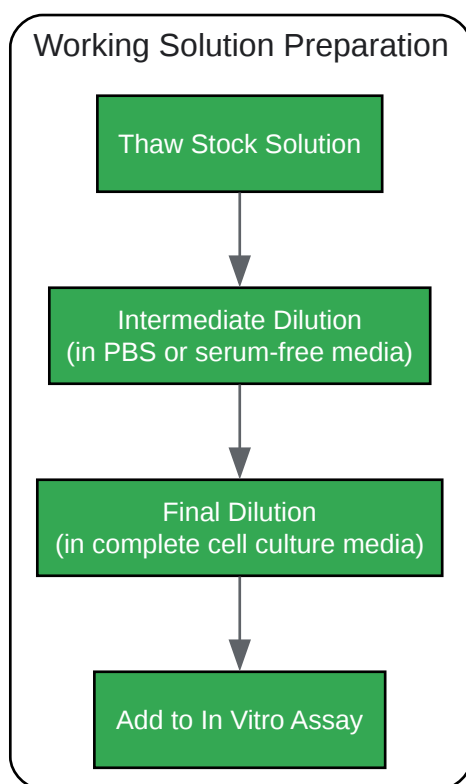 Working Solution Preparation
Thaw Stock Solution
Intermediate Dilution
(in PBS or serum-free media)
Final Dilution
(in complete cell culture media)
Add to In Vitro Assay